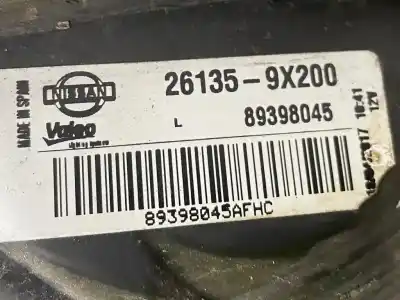 MADE IN SPAIN
NISSAN
26135-9X200
Valeo
L
89398045
12V
89398045AFHC